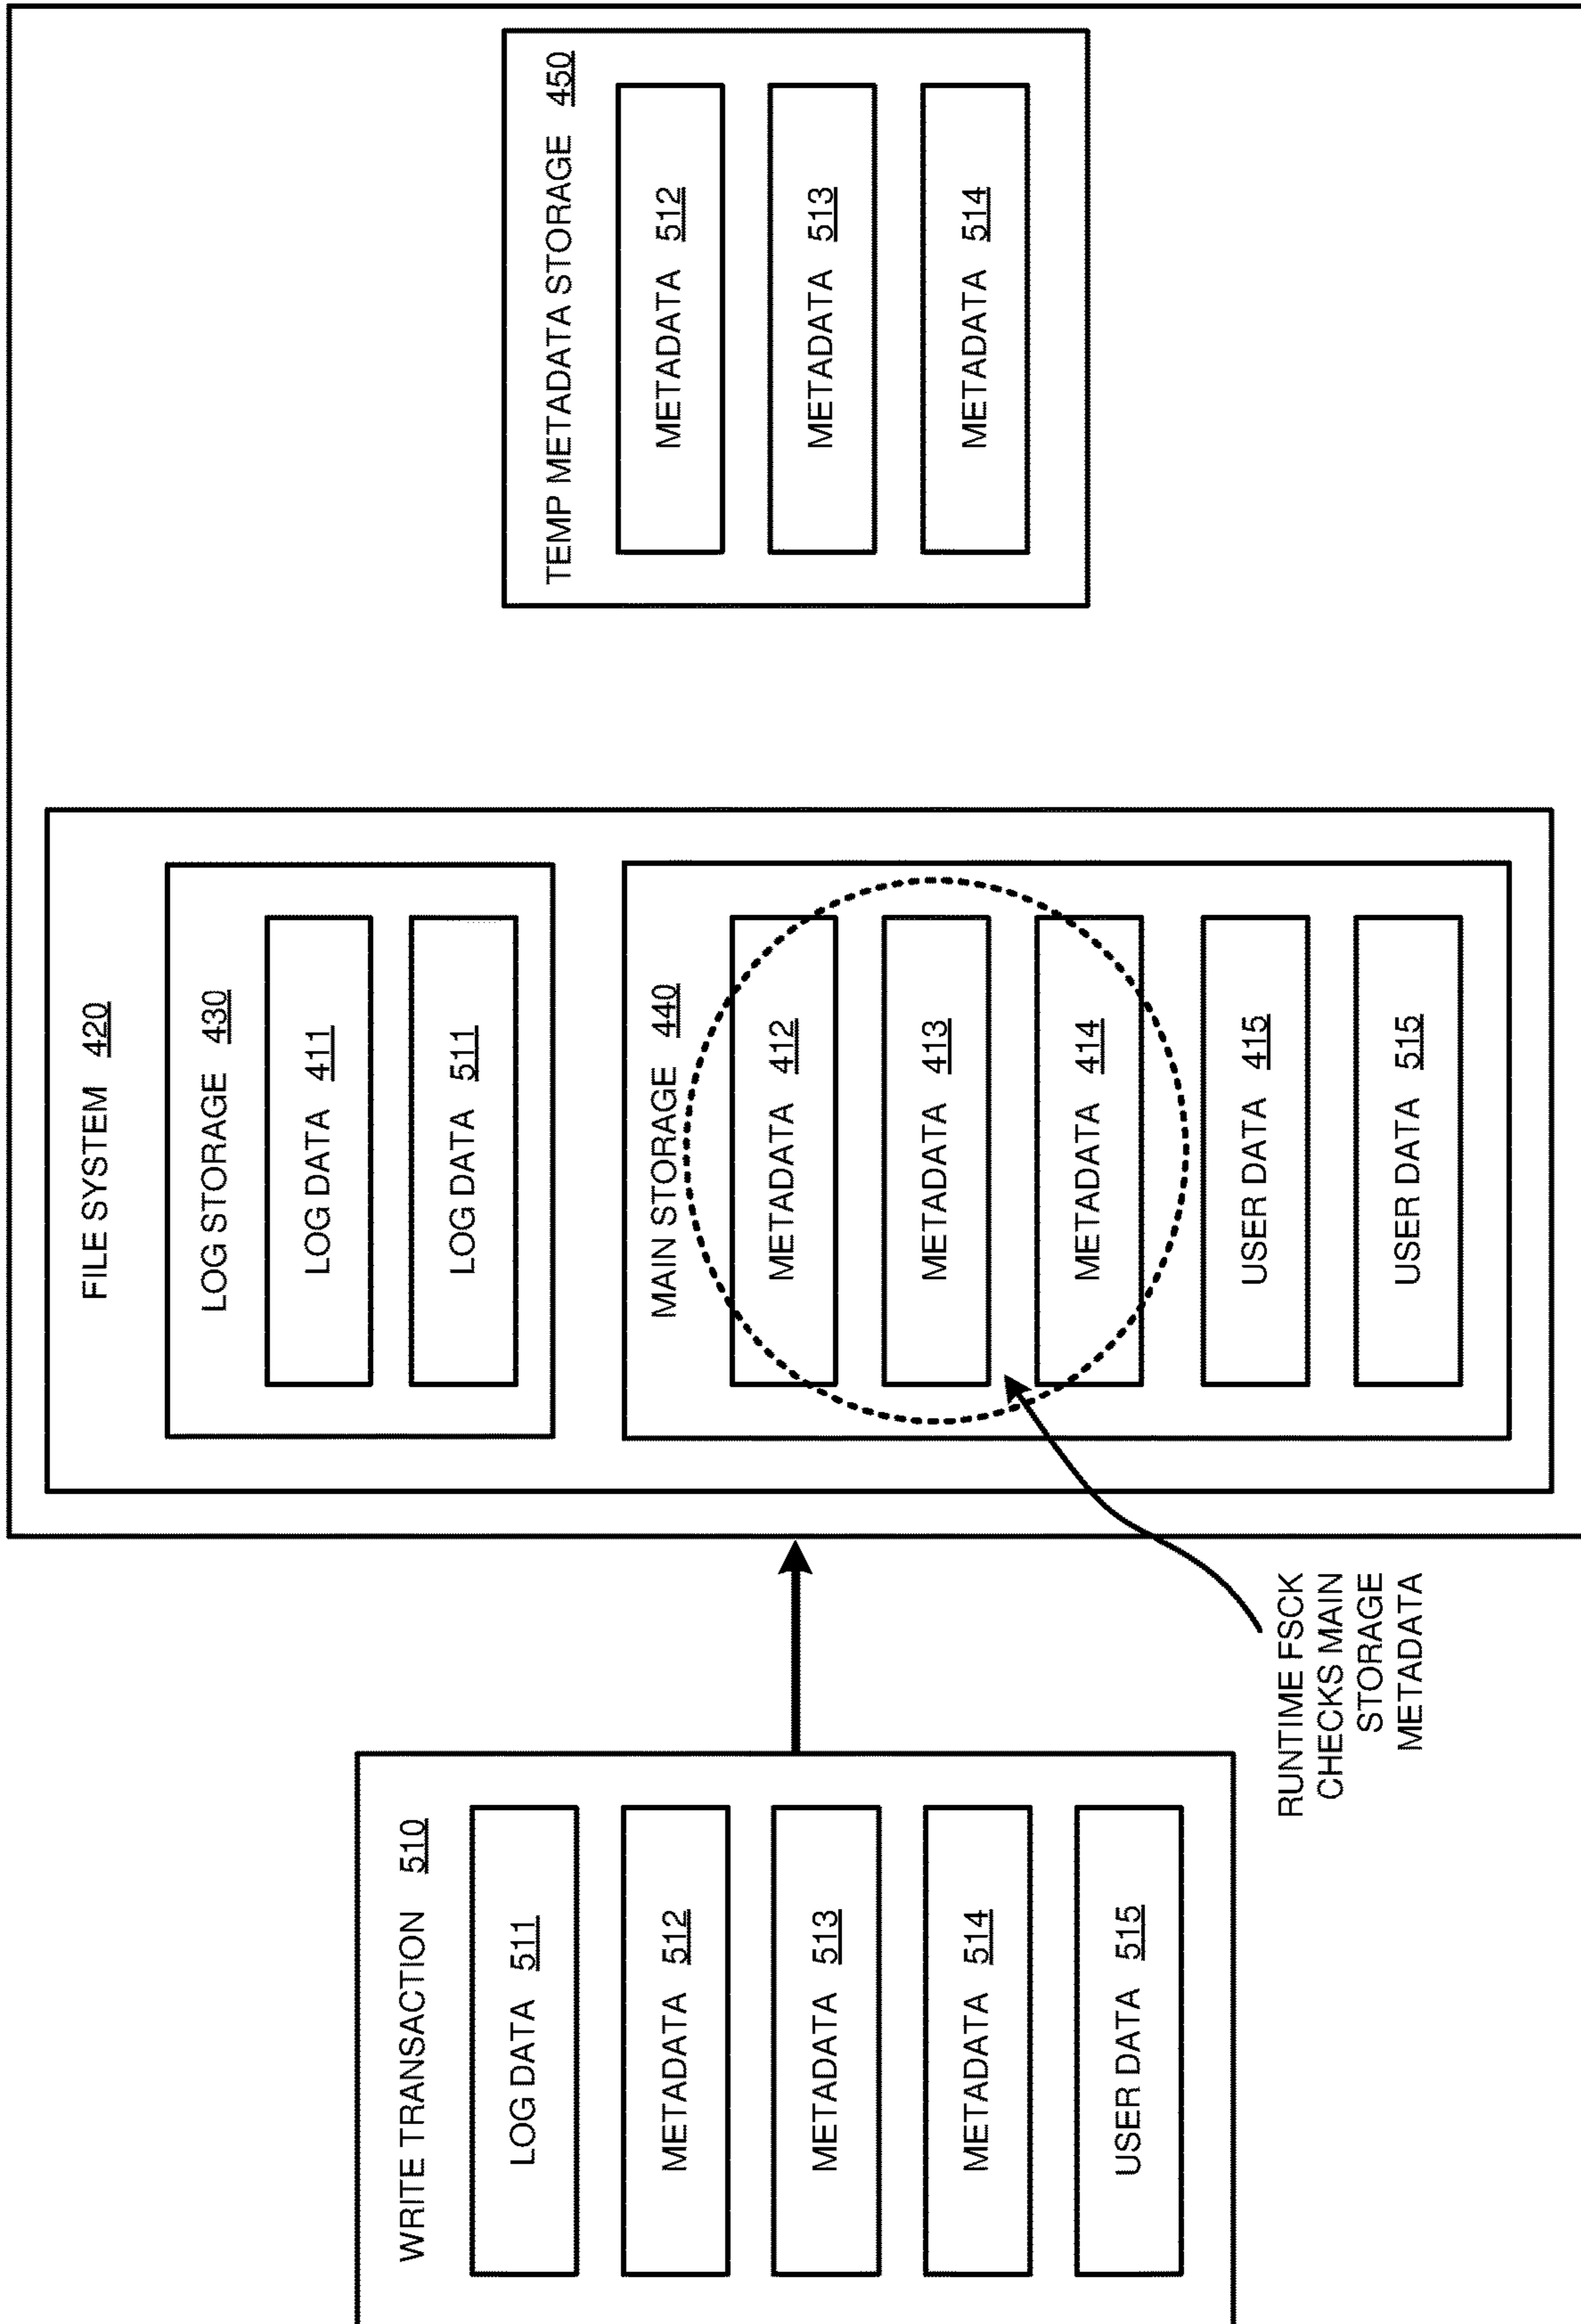 WRITE TRANSACTION 510
LOG DATA 511
METADATA 512
METADATA 513
METADATA 514
USER DATA 515
RUNTIME FSCK
CHECKS MAIN
STORAGE
METADATA
FILE SYSTEM 420
LOG STORAGE 430
LOG DATA 411
LOG DATA 511
MAIN STORAGE 440
METADATA 412
METADATA 413
METADATA 414
USER DATA 415
USER DATA 515
TEMP METADATA STORAGE 450
METADATA 512
METADATA 513
METADATA 514